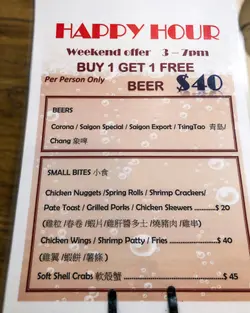 HAPPY HOUR
Weekend offer 3 – 7pm
BUY 1 GET 1 FREE
Per Person Only BEER $40
BEERS
Corona / Saigon Special / Saigon Export / TsingTao 青島/
Chang 象啤
SMALL BITES 小食
Chicken Nuggets /Spring Rolls / Shrimp Crackers/
Pate Toast / Grilled Porks / Chicken Skewers ........$ 20
(雞粒 /春卷 /蝦片 /雞肝醬多士 /燒豬肉 /雞串)
Chicken Wings / Shrimp Patty / Fries ....................$ 40
(雞翼 /蝦餅 /薯條 )
Soft Shell Crabs 軟殼蟹 ...................................... $ 45